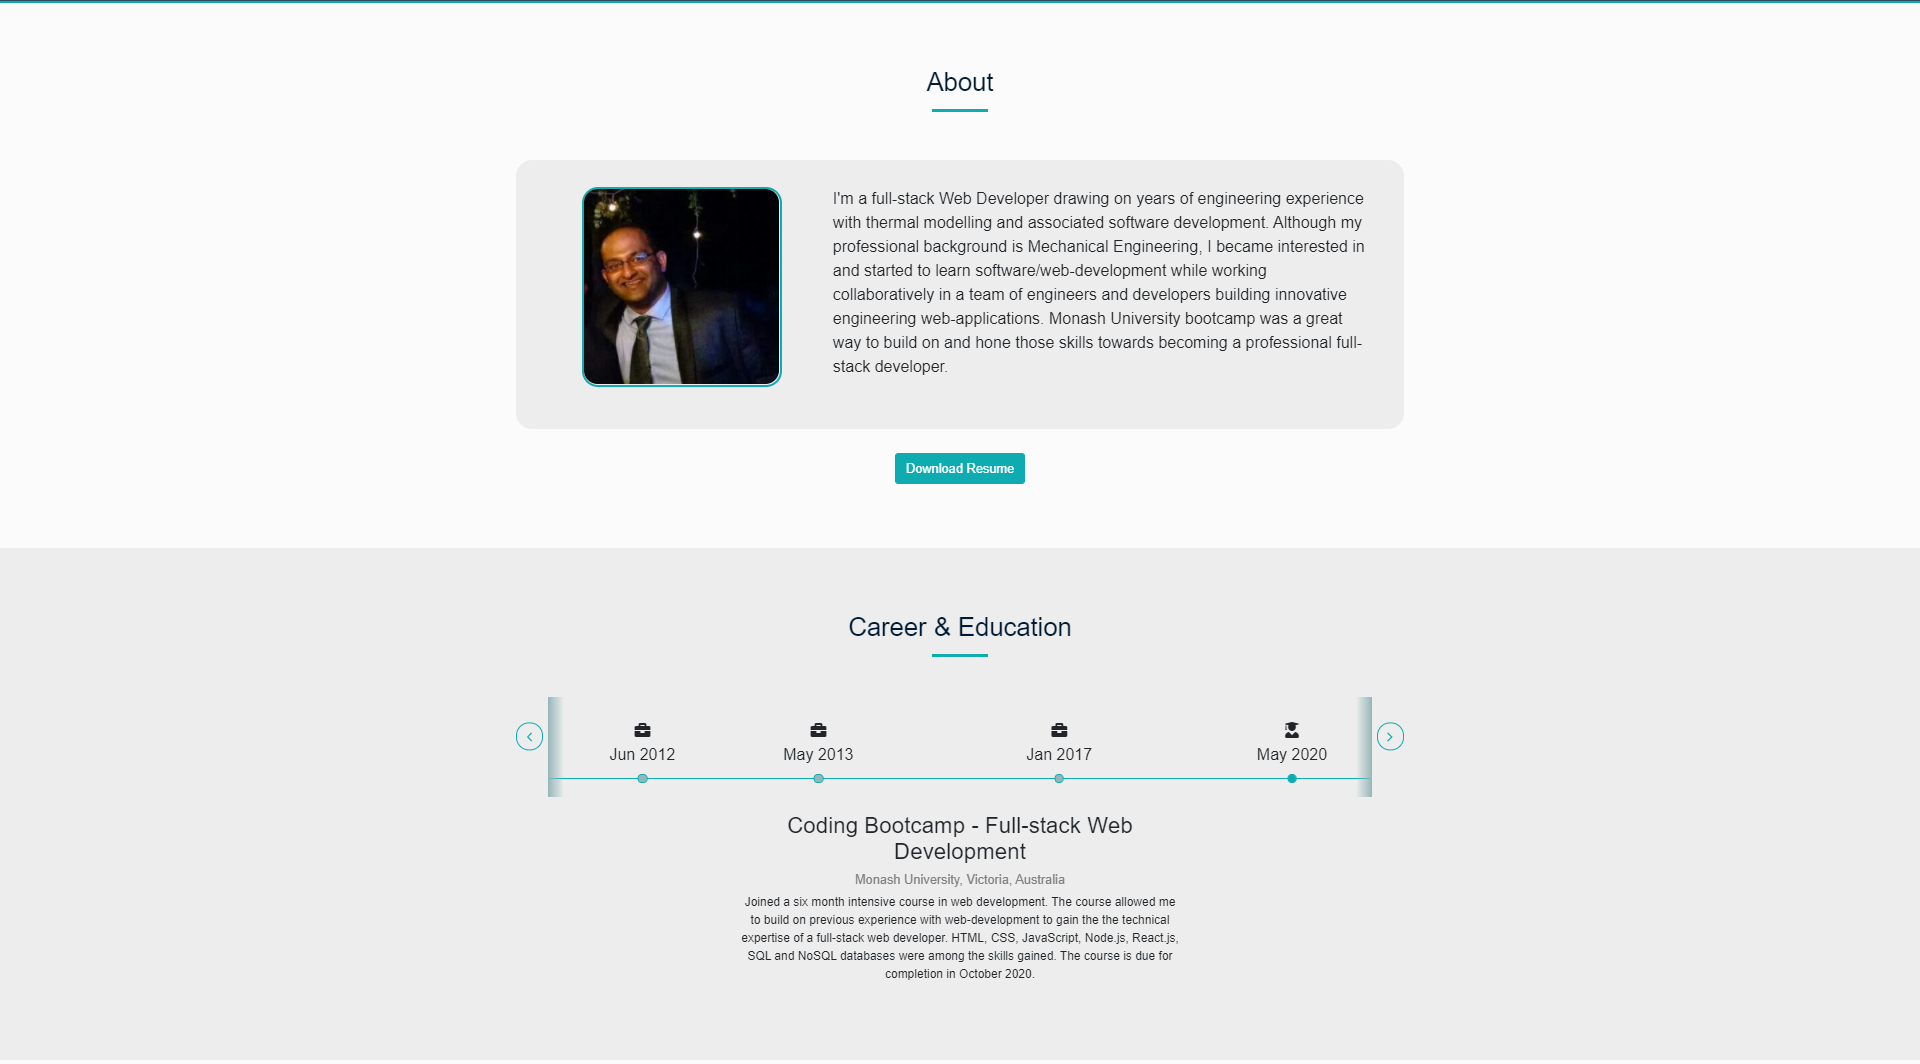 About
I'm a full-stack Web Developer drawing on years of engineering experience
with thermal modelling and associated software development. Although my
professional background is Mechanical Engineering, I became interested in
and started to learn software/web-development while working
collaboratively in a team of engineers and developers building innovative
engineering web-applications. Monash University bootcamp was a great
way to build on and hone those skills towards becoming a professional full-
stack developer.
Download Resume
Career & Education
Jun 2012
May 2013
Jan 2017
May 2020
Coding Bootcamp - Full-stack Web
Development
Monash University, Victoria, Australia
Joined a six month intensive course in web development. The course allowed me
to build on previous experience with web-development to gain the the technical
expertise of a full-stack web developer. HTML, CSS, JavaScript, Node.js, React.js,
SQL and NoSQL databases were among the skills gained. The course is due for
completion in October 2020.